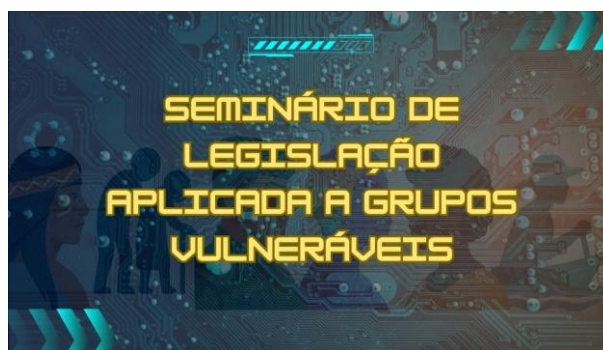 SEMINÁRIO DE
LEGISLAÇÃO
APLICADA A GRUPOS
VULNERÁVEIS